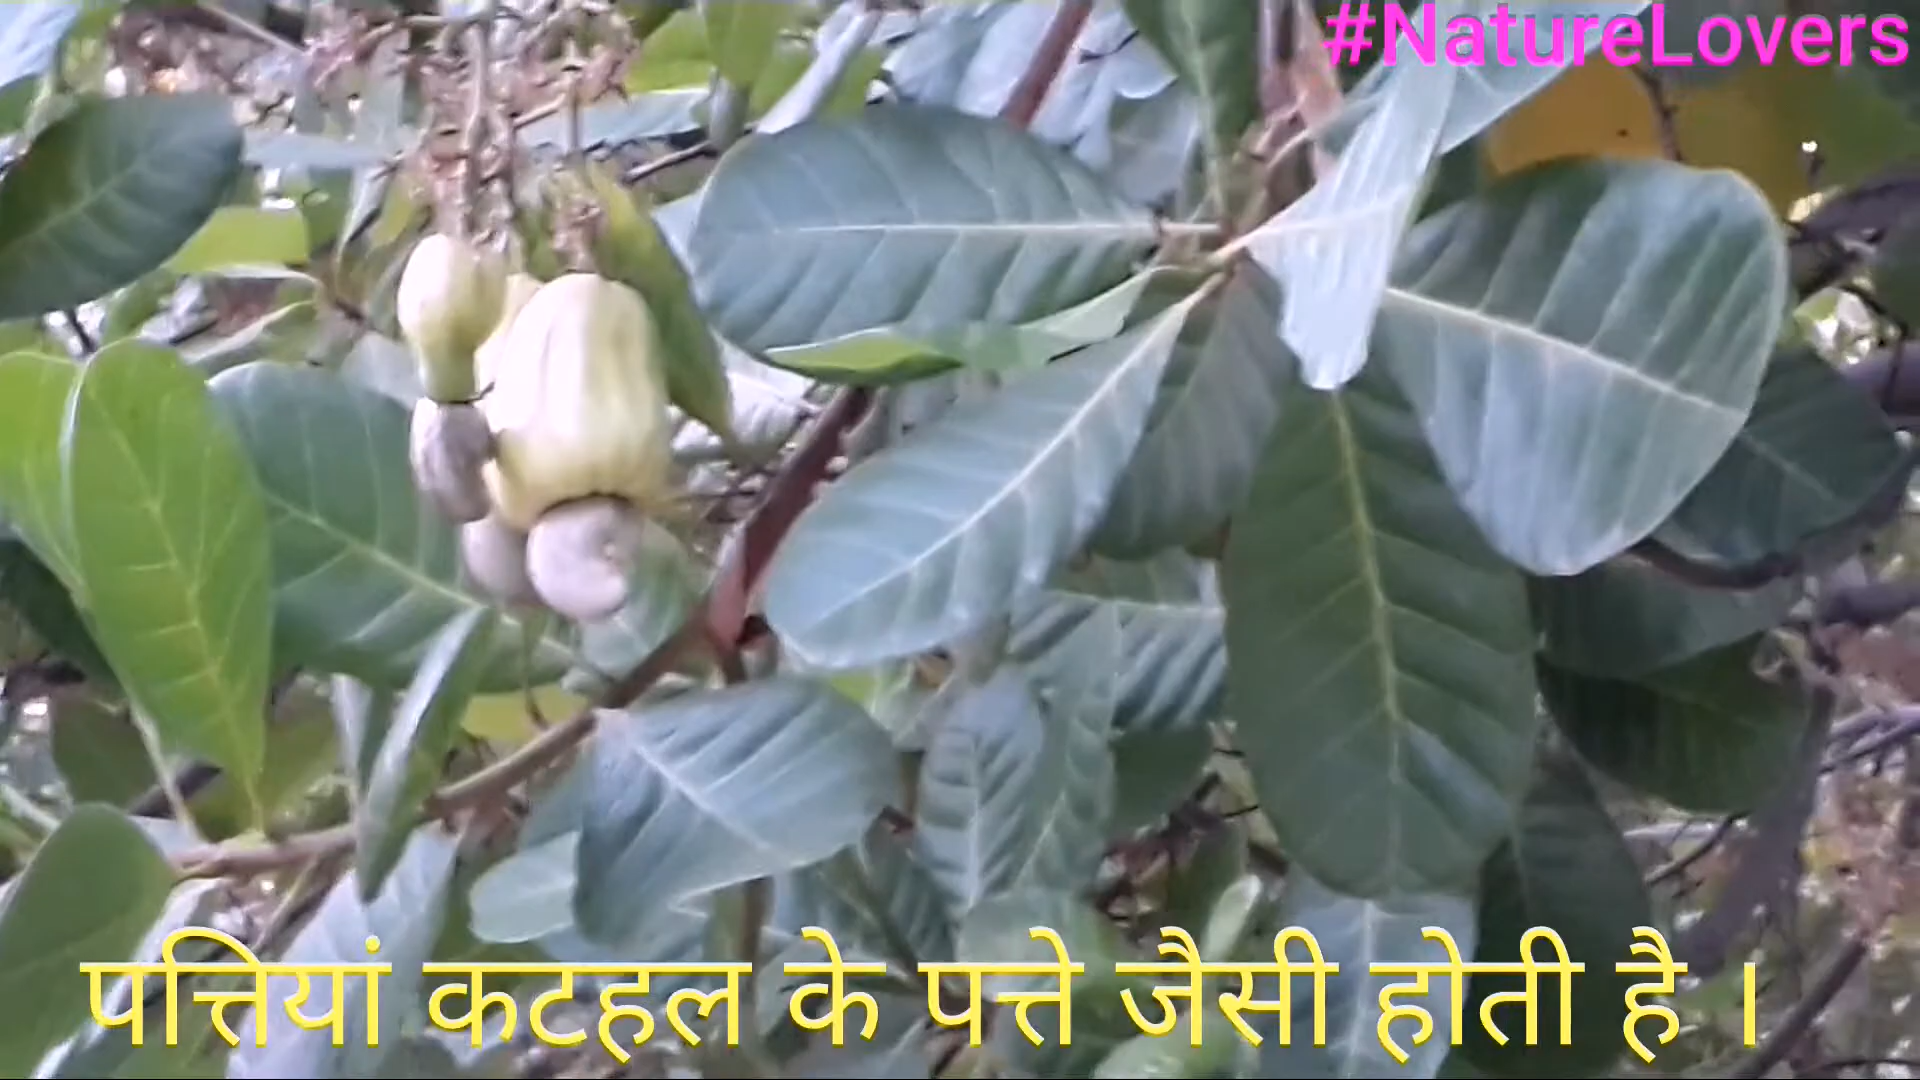 #NatureLovers
पत्तियां कटहल के पत्ते जैसी होती है ।